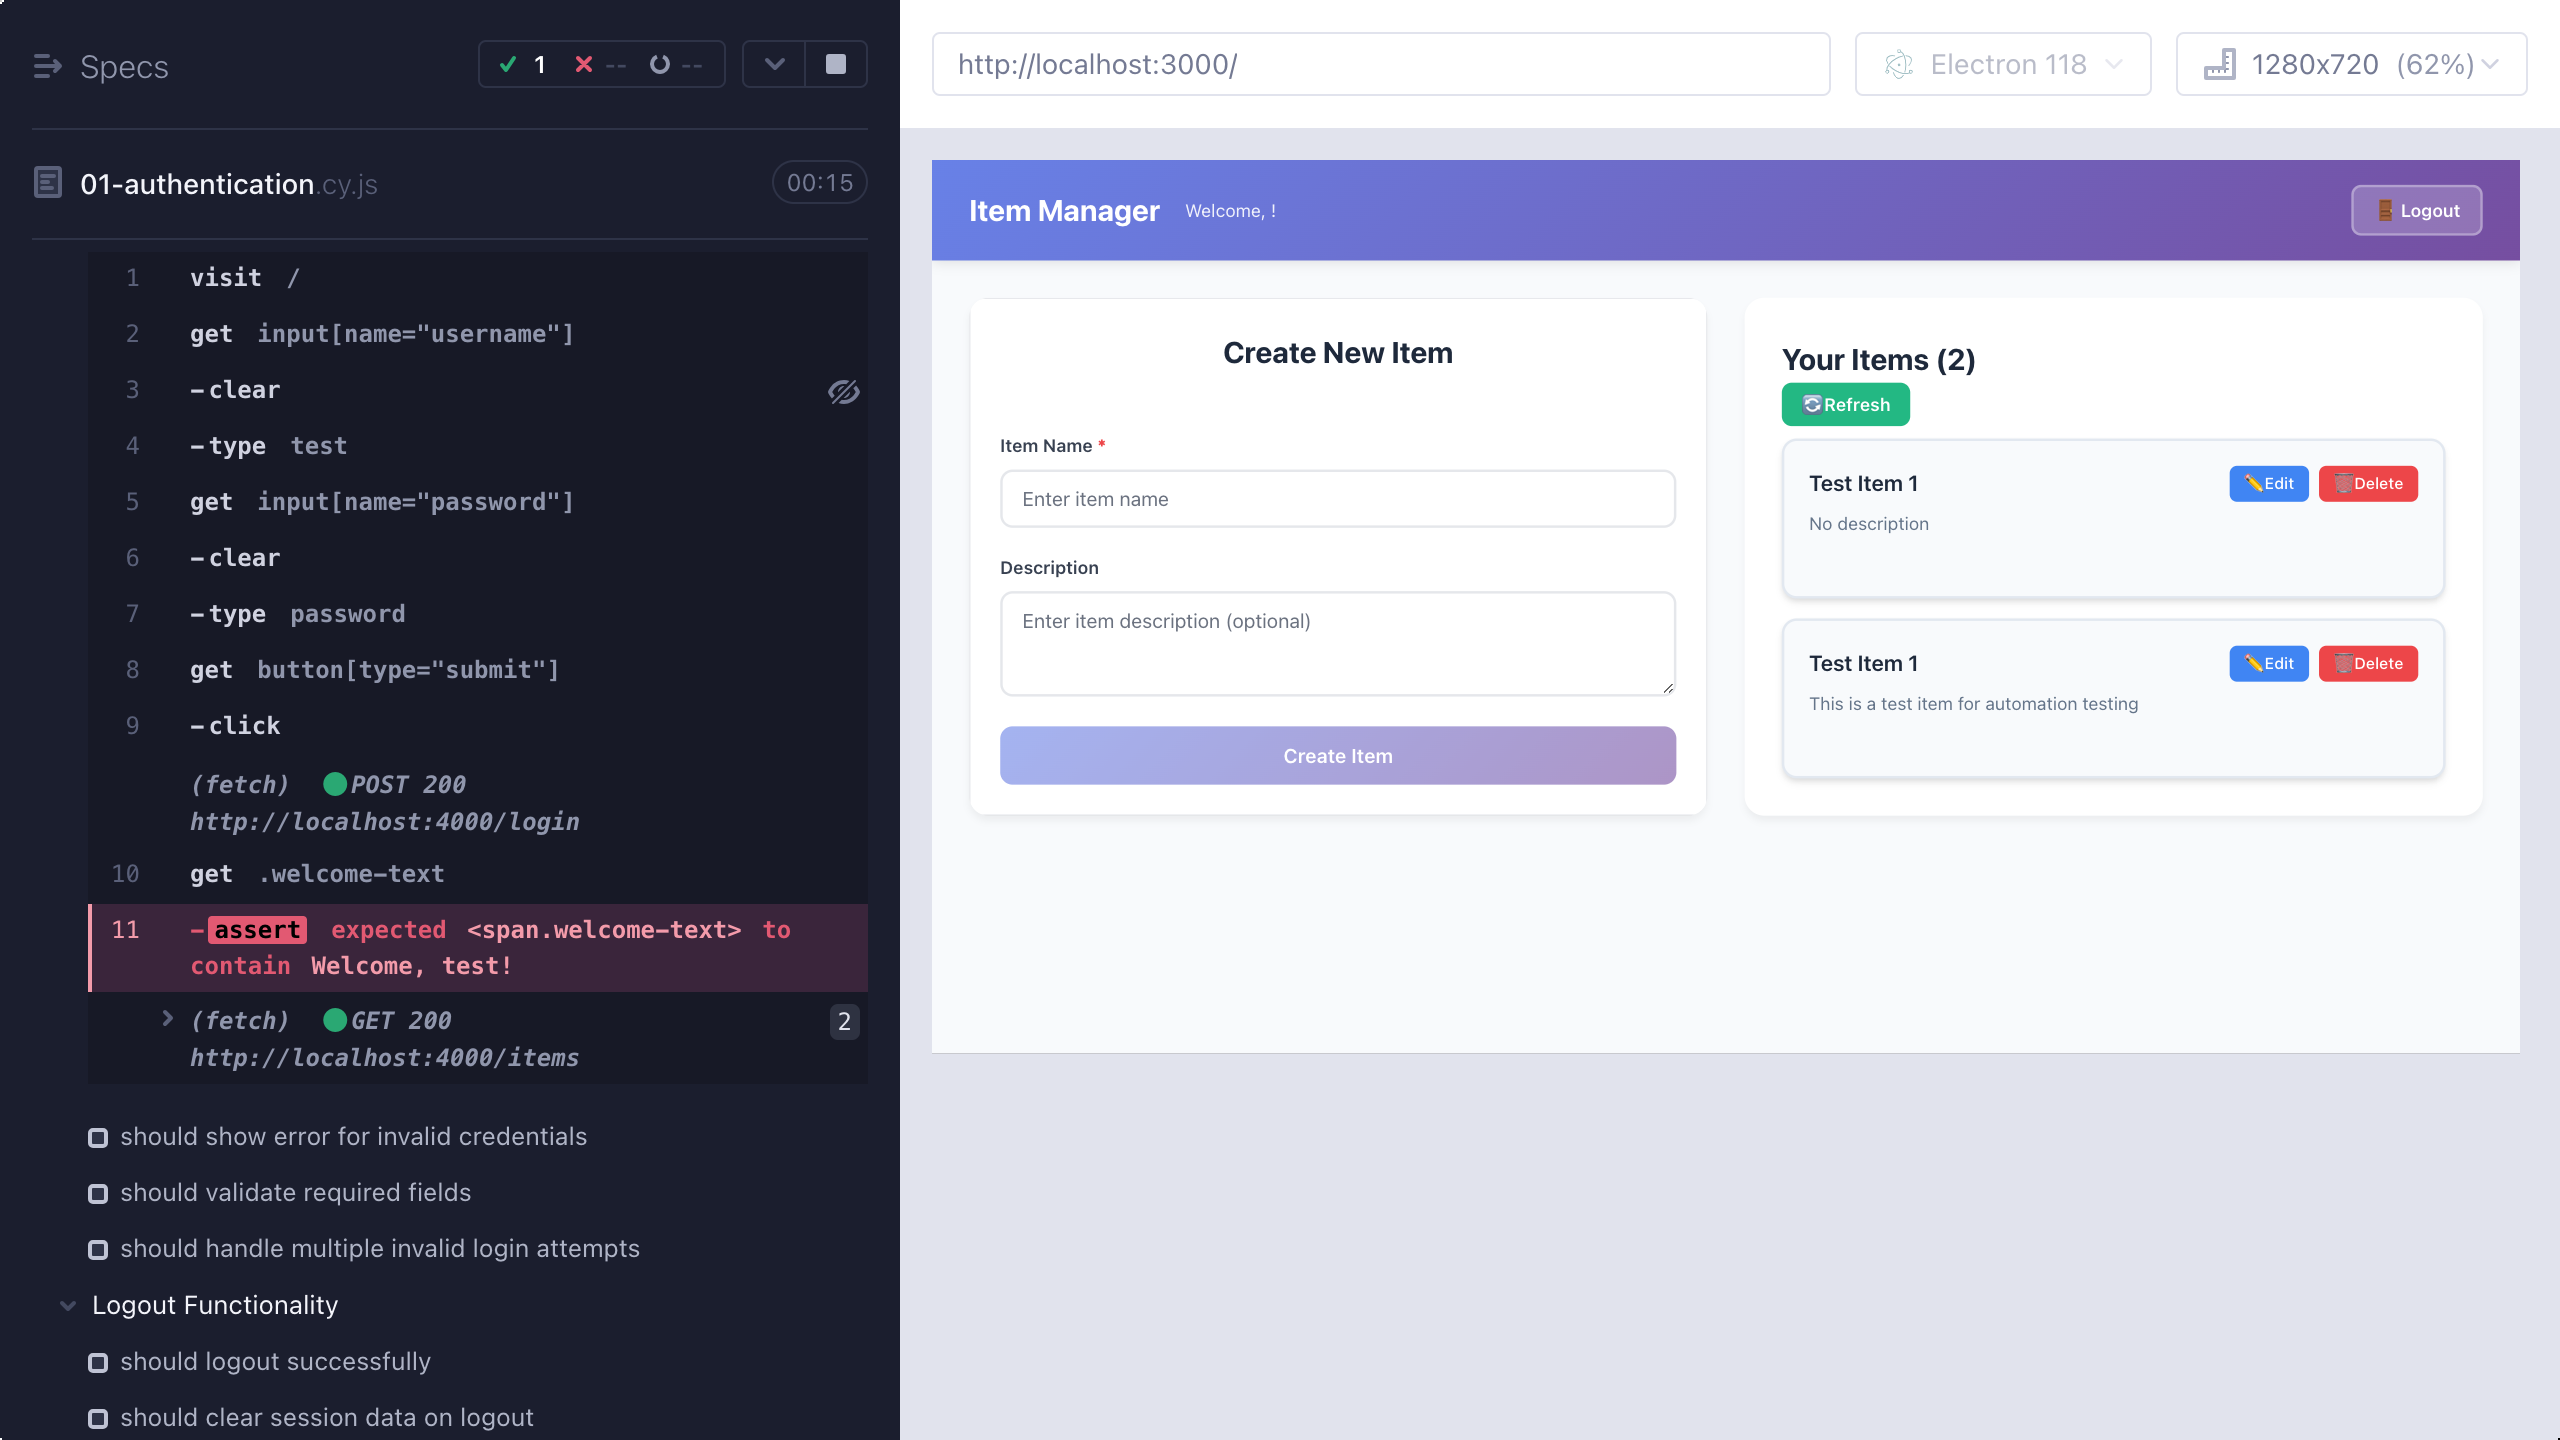 Specs
1 -- --
01-authentication.cy.js
00:15
1 visit /
2 get input[name="username"]
3 -clear
4 -type test
5 get input[name="password"]
6 -clear
7 -type password
8 get button[type="submit"]
9 -click
(fetch) POST 200
http://localhost:4000/login
10 get .welcome-text
11 -assert expected <span.welcome-text> to
contain Welcome, test!
(fetch) GET 200 2
http://localhost:4000/items
should show error for invalid credentials
should validate required fields
should handle multiple invalid login attempts
Logout Functionality
should logout successfully
should clear session data on logout
http://localhost:3000/
Electron 118
1280x720 (62%)
Item Manager
Welcome, !
Logout
Create New Item
Item Name *
Enter item name
Description
Enter item description (optional)
Create Item
Your Items (2)
Refresh
Test Item 1
Edit
Delete
No description
Test Item 1
Edit
Delete
This is a test item for automation testing